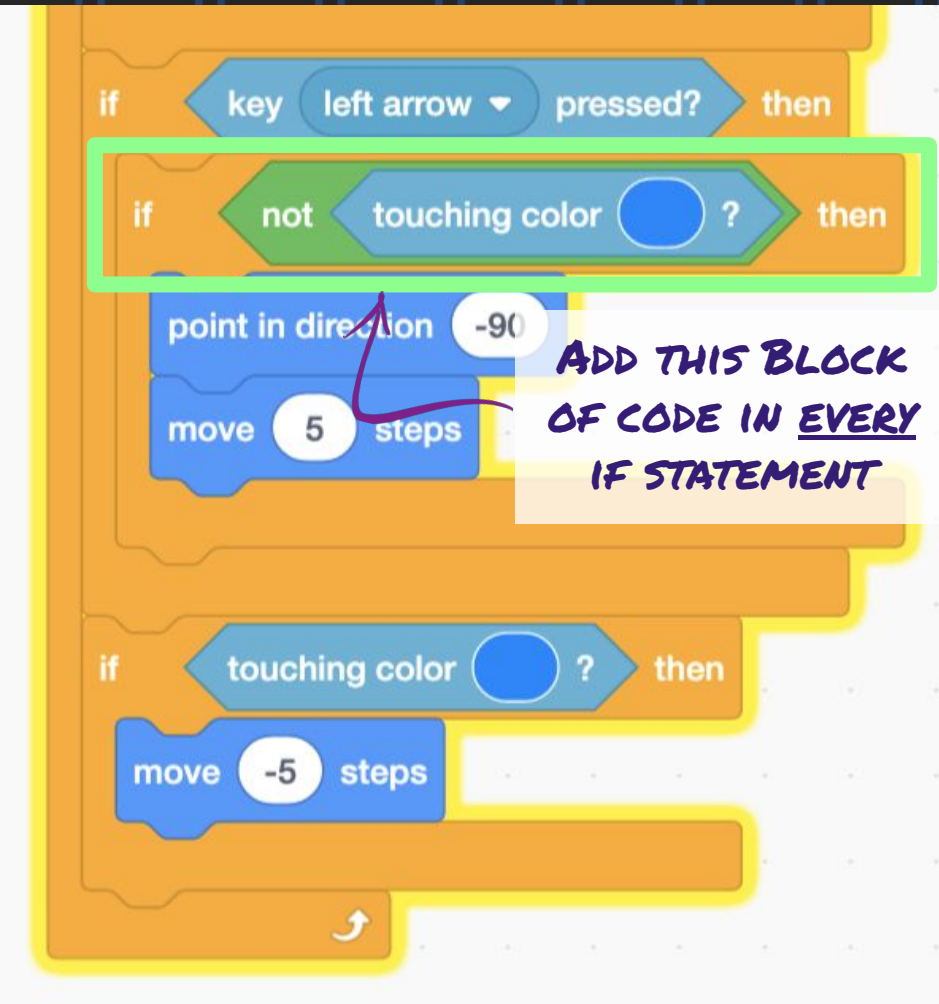 if key left arrow pressed? then
if not touching color ? then
point in direction -90
move 5 steps
ADD THIS BLOCK
OF CODE IN EVERY
IF STATEMENT
if touching color ? then
move -5 steps